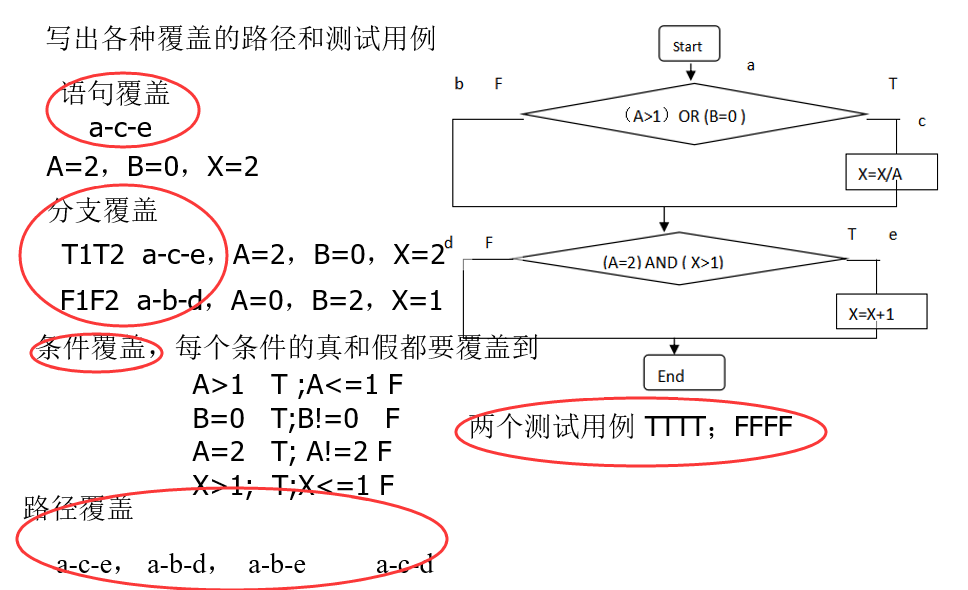 写出各种覆盖的路径和测试用例
语句覆盖
a-c-e
A=2，B=0，X=2
分支覆盖
T1T2 a-c-e，A=2，B=0，X=2
F1F2 a-b-d，A=0，B=2，X=1
条件覆盖，每个条件的真和假都要覆盖到
A>1 T ;A<=1 F
B=0 T;B!=0 F
A=2 T; A!=2 F
X>1; T;X<=1 F
路径覆盖
a-c-e， a-b-d， a-b-e a-c-d
Start
a
b F
T
c
（A>1）OR (B=0 )
X=X/A
d F
T e
(A=2) AND ( X>1)
X=X+1
End
两个测试用例 TTTT；FFFF